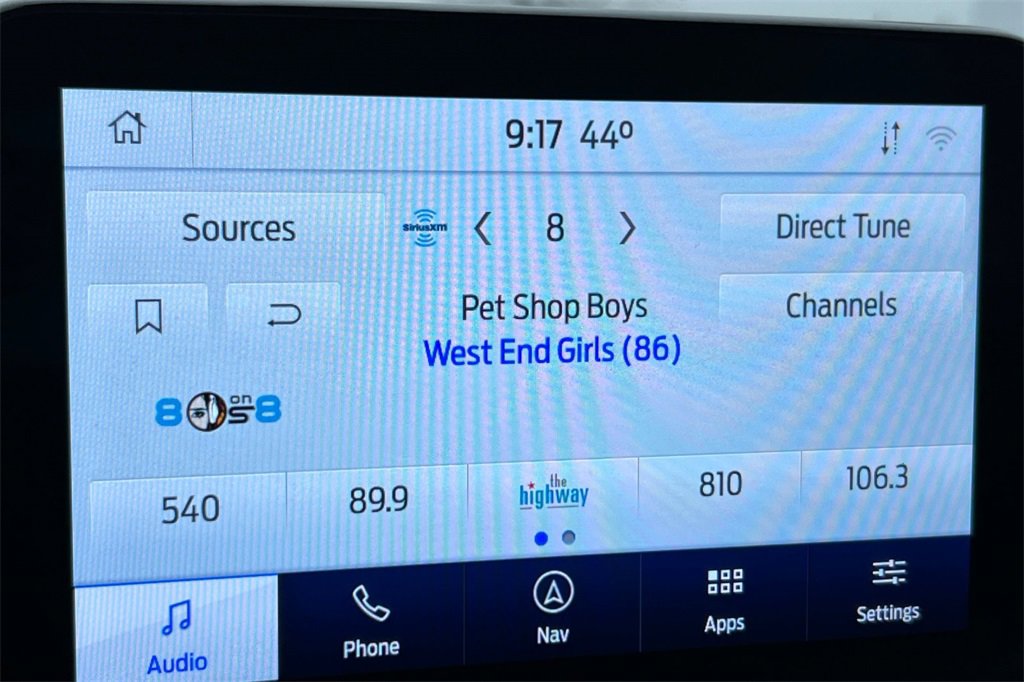 9:17 44º
Sources
SiriusXM
8
Direct Tune
Pet Shop Boys
Channels
West End Girls (86)
80s on 8
540
89.9
the highway
810
106.3
Audio
Phone
Nav
Apps
Settings